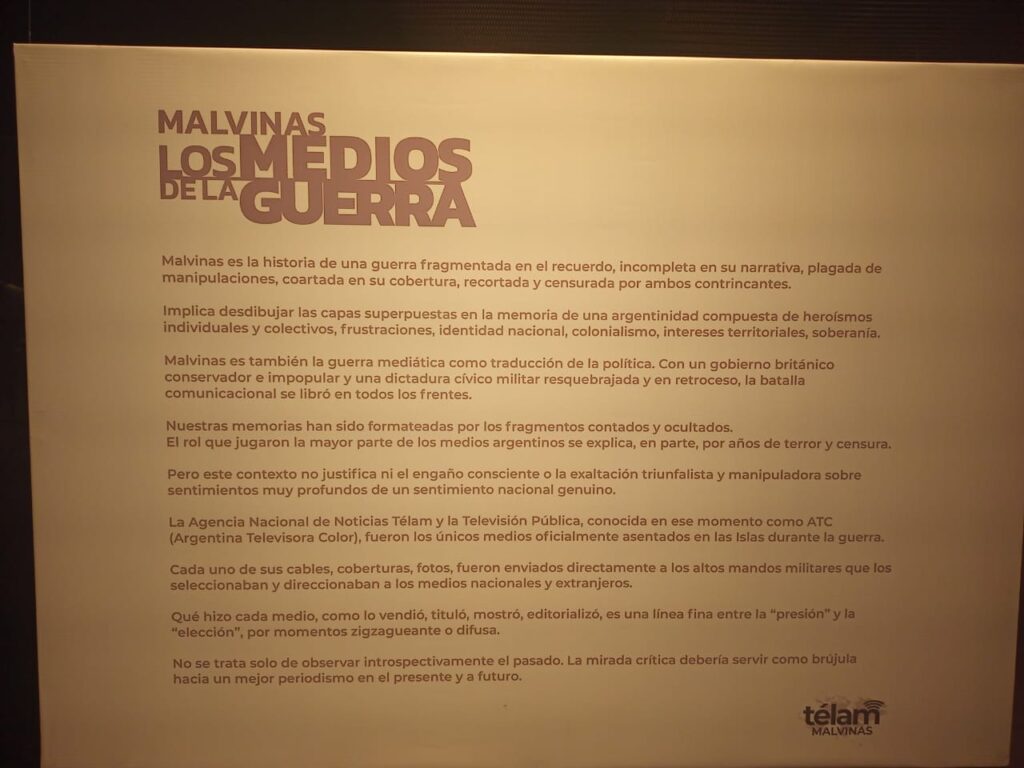 MALVINAS
LOS MEDIOS
DE LA GUERRA
Malvinas es la historia de una guerra fragmentada en el recuerdo, incompleta en su narrativa, plagada de
manipulaciones, coartada en su cobertura, recortada y censurada por ambos contrincantes.
Implica desdibujar las capas superpuestas en la memoria de una argentinidad compuesta de heroísmos
individuales y colectivos, frustraciones, identidad nacional, colonialismo, intereses territoriales, soberanía.
Malvinas es también la guerra mediática como traducción de la política. Con un gobierno británico
conservador e impopular y una dictadura cívico militar resquebrajada y en retroceso, la batalla
comunicacional se libró en todos los frentes.
Nuestras memorias han sido formateadas por los fragmentos contados y ocultados.
El rol que jugaron la mayor parte de los medios argentinos se explica, en parte, por años de terror y censura.
Pero este contexto no justifica ni el engaño consciente o la exaltación triunfalista y manipuladora sobre
sentimientos muy profundos de un sentimiento nacional genuino.
La Agencia Nacional de Noticias Télam y la Televisión Pública, conocida en ese momento como ATC
(Argentina Televisora Color), fueron los únicos medios oficialmente asentados en las Islas durante la guerra.
Cada uno de sus cables, coberturas, fotos, fueron enviados directamente a los altos mandos militares que los
seleccionaban y direccionaban a los medios nacionales y extranjeros.
Qué hizo cada medio, como lo vendió, tituló, mostró, editorializó, es una línea fina entre la “presión” y la
“elección”, por momentos zigzagueante o difusa.
No se trata solo de observar introspectivamente el pasado. La mirada crítica debería servir como brújula
hacia un mejor periodismo en el presente y a futuro.
télam
MALVINAS